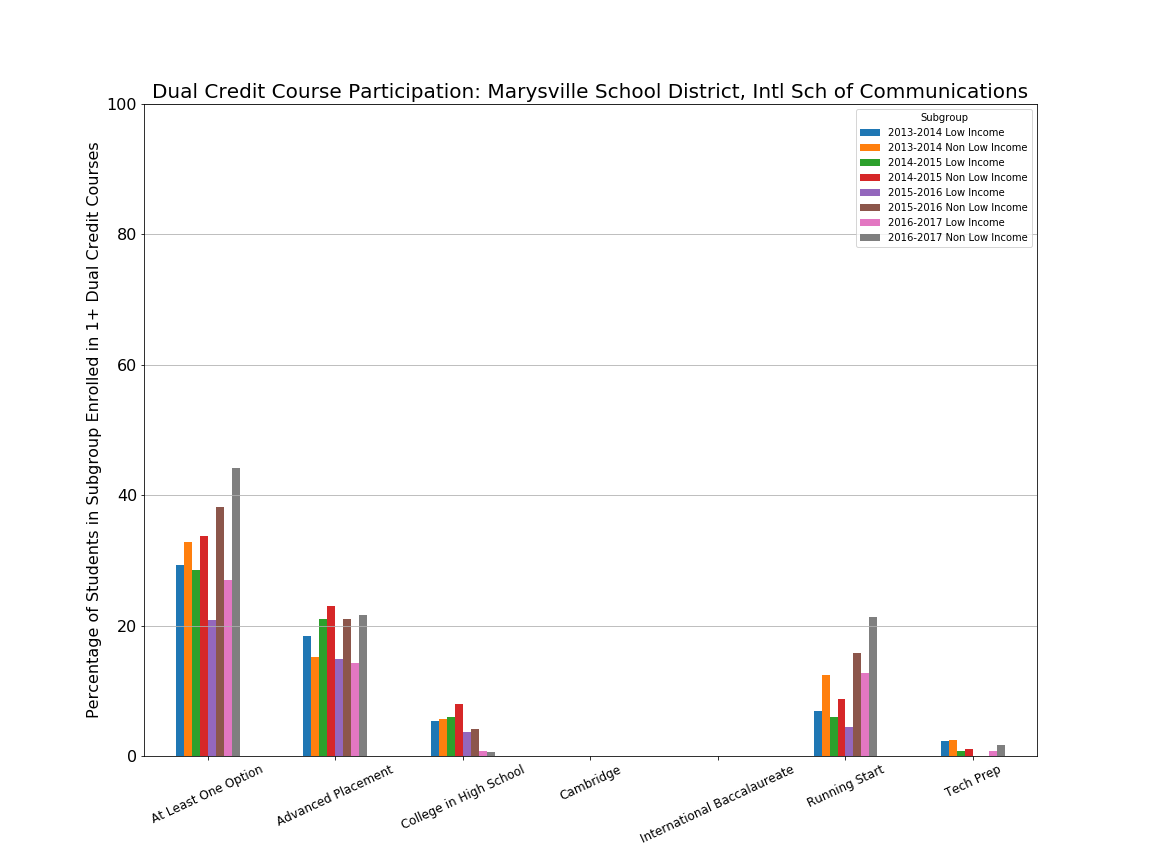 Dual Credit Course Participation: Marysville School District, Intl Sch of Communications
Percentage of Students in Subgroup Enrolled in 1+ Dual Credit Courses
100
80
60
40
20
0
Subgroup
2013-2014 Low Income
2013-2014 Non Low Income
2014-2015 Low Income
2014-2015 Non Low Income
2015-2016 Low Income
2015-2016 Non Low Income
2016-2017 Low Income
2016-2017 Non Low Income
At Least One Option
Advanced Placement
College in High School
Cambridge
International Baccalaureate
Running Start
Tech Prep